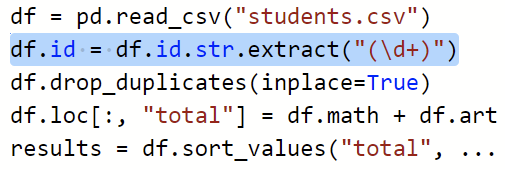 df = pd.read_csv("students.csv")
df.id = df.id.str.extract("(\d+)")
df.drop_duplicates(inplace=True)
df.loc[:, "total"] = df.math + df.art
results = df.sort_values("total", ...